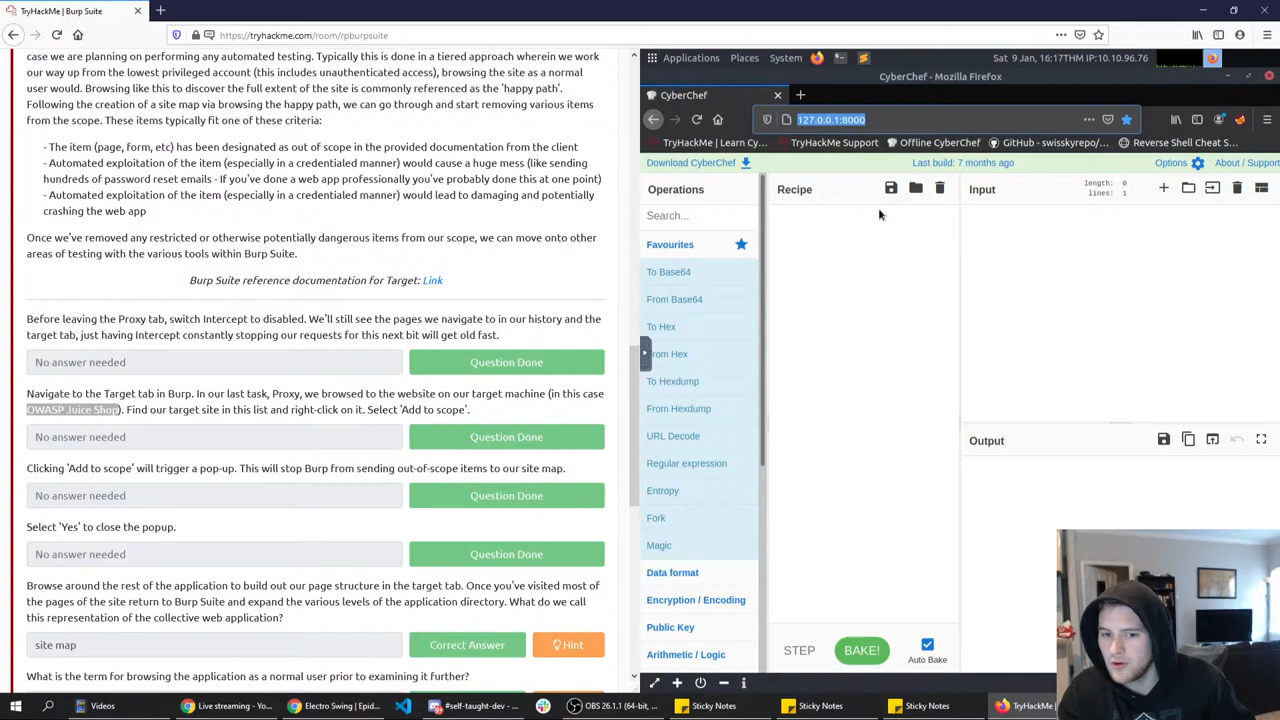 TryHackMe | Burp Suite
https://tryhackme.com/room/rpburpsuite
case we are planning on performing any automated testing. Typically this is done in a tiered approach wherein we work
our way up from the lowest privileged account (this includes unauthenticated access), browsing the site as a normal
user would. Browsing like this to discover the full extent of the site is commonly referenced as the 'happy path'.
Following the creation of a site map via browsing the happy path, we can go through and start removing various items
from the scope. These items typically fit one of these criteria:
- The item (page, form, etc) has been designated as out of scope in the provided documentation from the client
- Automated exploitation of the item (especially in a credentialed manner) would cause a huge mess (like sending
hundreds of password reset emails - If you've done a web app professionally you've probably done this at one point)
- Automated exploitation of the item (especially in a credentialed manner) would lead to damaging and potentially
crashing the web app
Once we've removed any restricted or otherwise potentially dangerous items from our scope, we can move onto other
areas of testing with the various tools within Burp Suite.
Burp Suite reference documentation for Target: Link
Before leaving the Proxy tab, switch Intercept to disabled. We'll still see the pages we navigate to in our history and the
target tab, just having Intercept constantly stopping our requests for this next bit will get old fast.
No answer needed
Question Done
Navigate to the Target tab in Burp. In our last task, Proxy, we browsed to the website on our target machine (in this case
OWASP Juice Shop). Find our target site in this list and right-click on it. Select 'Add to scope'.
No answer needed
Question Done
Clicking 'Add to scope' will trigger a pop-up. This will stop Burp from sending out-of-scope items to our site map.
No answer needed
Question Done
Select 'Yes' to close the popup.
No answer needed
Question Done
Browse around the rest of the application to build out our page structure in the target tab. Once you've visited most of
the pages of the site return to Burp Suite and expand the various levels of the application directory. What do we call
this representation of the collective web application?
site map
Correct Answer
Hint
What is the term for browsing the application as a normal user prior to examining it further?
Applications Places System
Sat 9 Jan, 16:17 THM IP:10.10.96.76
CyberChef - Mozilla Firefox
CyberChef
127.0.0.1:8000
TryHackMe | Learn Cy...
TryHackMe Support
Offline CyberChef
GitHub - swisskyrepo/...
Reverse Shell Cheat S...
Download CyberChef
Last build: 7 months ago
Options
About / Support
Operations
Recipe
Input
length: 0
lines: 1
Search...
Favourites
To Base64
From Base64
To Hex
From Hex
To Hexdump
From Hexdump
URL Decode
Regular expression
Entropy
Fork
Magic
Data format
Encryption / Encoding
Public Key
Arithmetic / Logic
Output
STEP
BAKE!
Auto Bake
Videos
Live streaming - Yo...
Electro Swing | Epid...
#self-taught-dev - ...
OBS 26.1.1 (64-bit, ...
Sticky Notes
Sticky Notes
Sticky Notes
TryHackMe | Burp S...